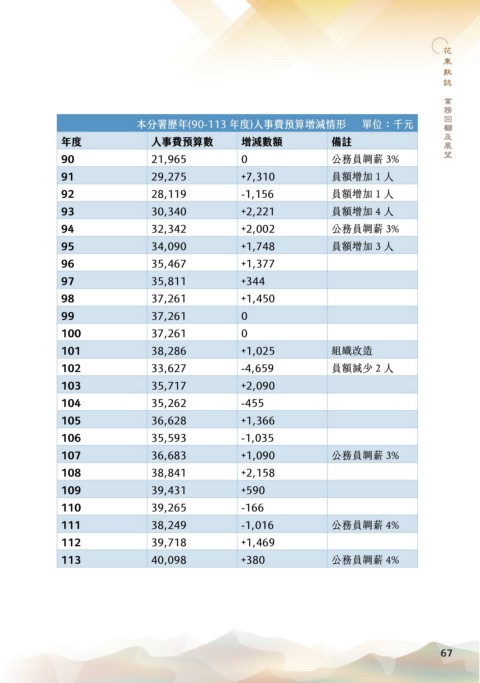 花東執誌 業務回顧及展望
本分署歷年(90-113 年度)人事費預算增減情形 單位：千元
年度 人事費預算數 增減數額 備註
90 21,965 0 公務員調薪 3%
91 29,275 +7,310 員額增加 1 人
92 28,119 -1,156 員額增加 1 人
93 30,340 +2,221 員額增加 4 人
94 32,342 +2,002 公務員調薪 3%
95 34,090 +1,748 員額增加 3 人
96 35,467 +1,377
97 35,811 +344
98 37,261 +1,450
99 37,261 0
100 37,261 0
101 38,286 +1,025 組織改造
102 33,627 -4,659 員額減少 2 人
103 35,717 +2,090
104 35,262 -455
105 36,628 +1,366
106 35,593 -1,035
107 36,683 +1,090 公務員調薪 3%
108 38,841 +2,158
109 39,431 +590
110 39,265 -166
111 38,249 -1,016 公務員調薪 4%
112 39,718 +1,469
113 40,098 +380 公務員調薪 4%
67